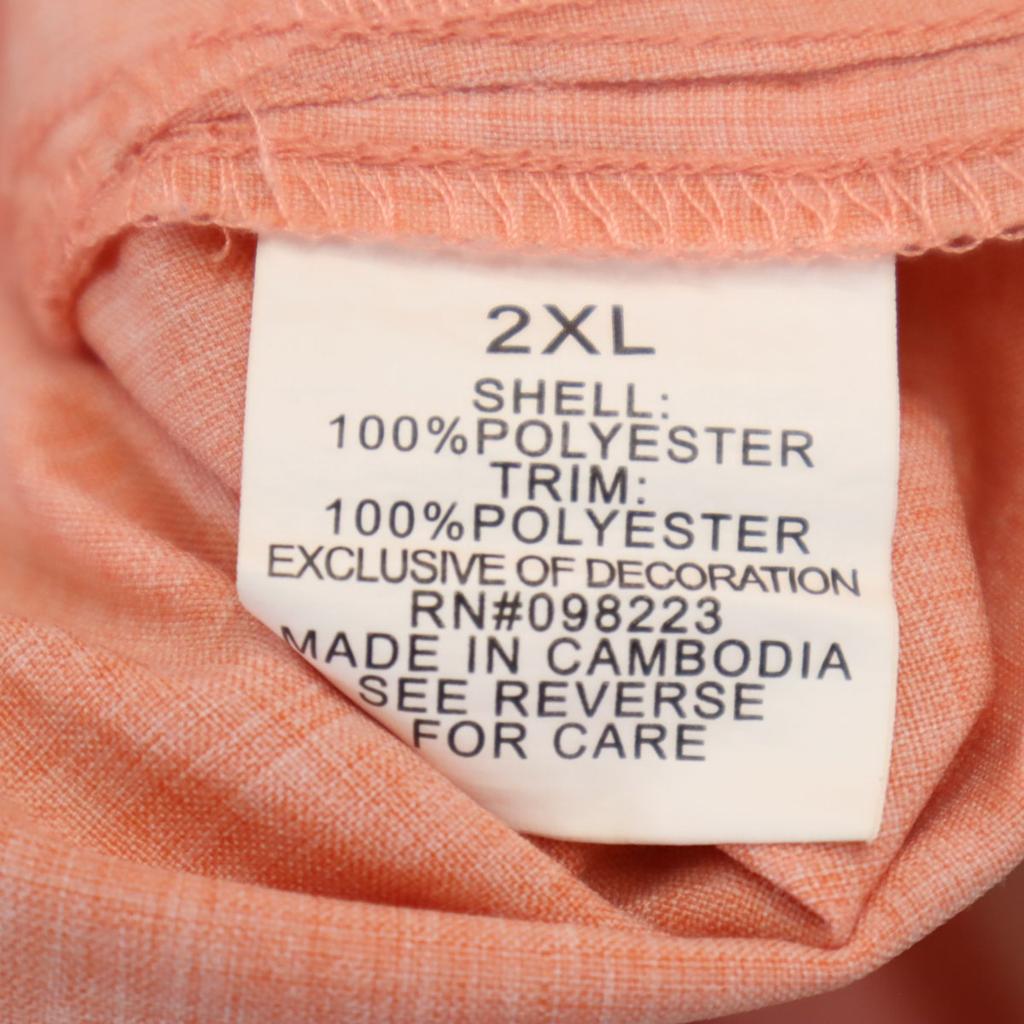 2XL
SHELL:
100%POLYESTER
TRIM:
100%POLYESTER
EXCLUSIVE OF DECORATION
RN#098223
MADE IN CAMBODIA
SEE REVERSE
FOR CARE